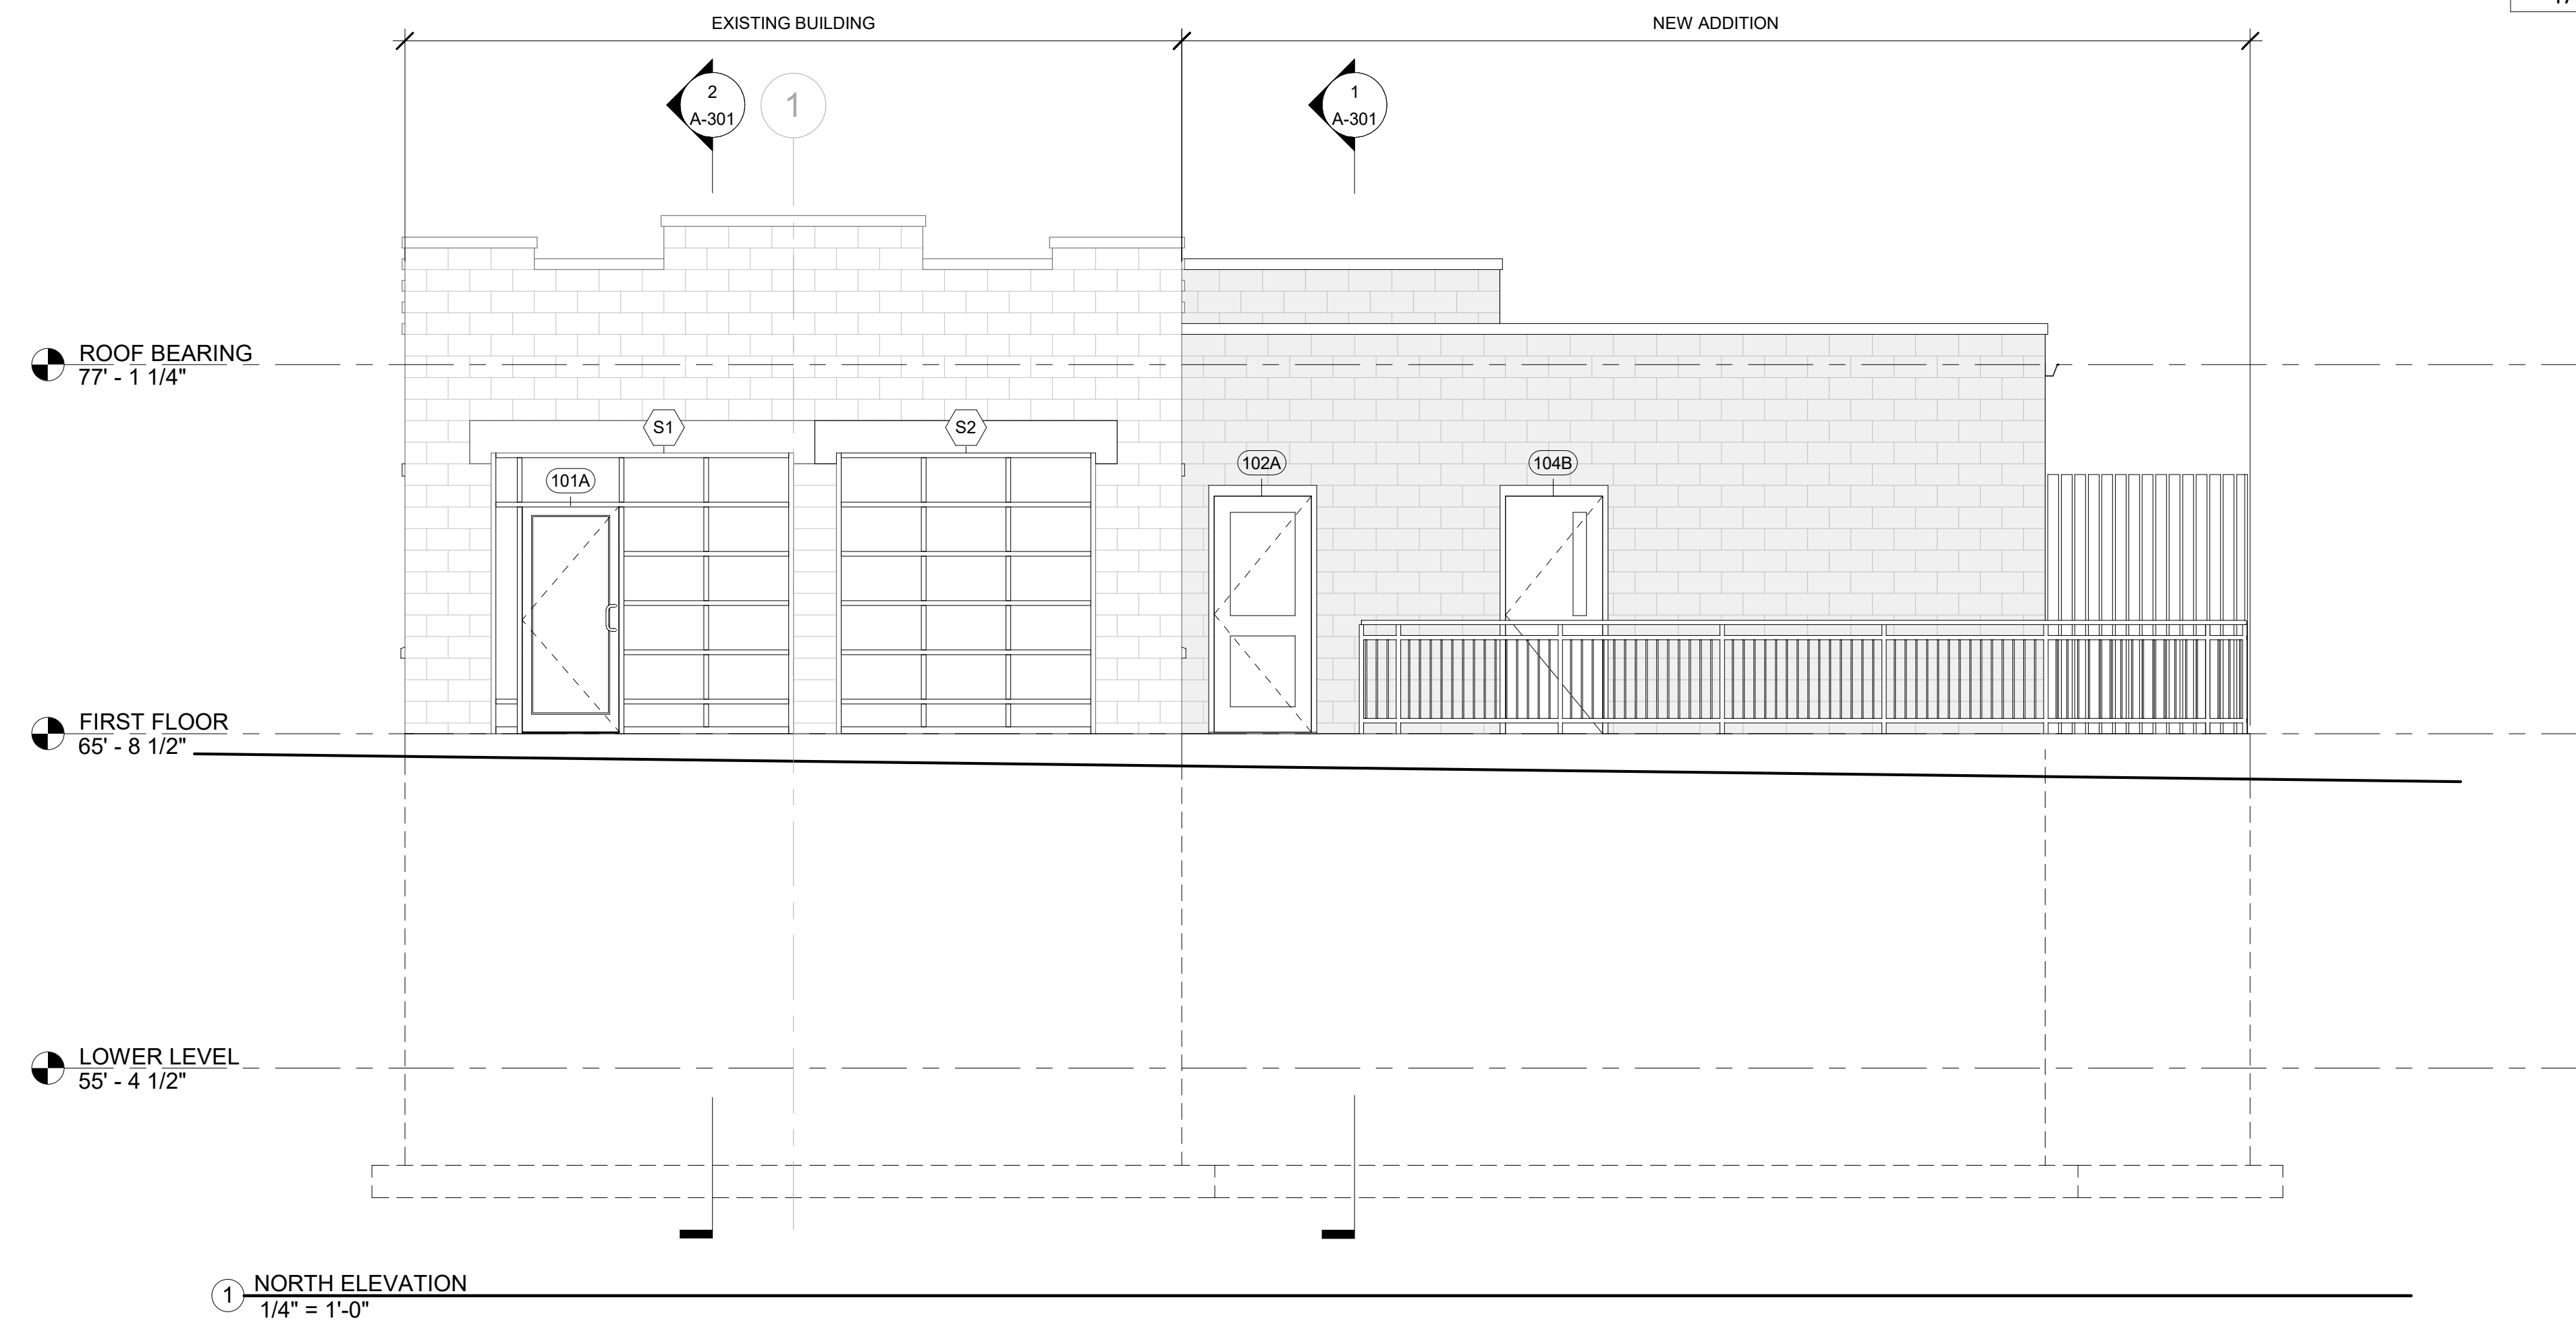 EXISTING BUILDING
NEW ADDITION
2
A-301
1
1
A-301
ROOF BEARING
77' - 1 1/4"
S1
S2
101A
102A
104B
FIRST FLOOR
65' - 8 1/2"
LOWER LEVEL
55' - 4 1/2"
1
NORTH ELEVATION
1/4" = 1'-0"